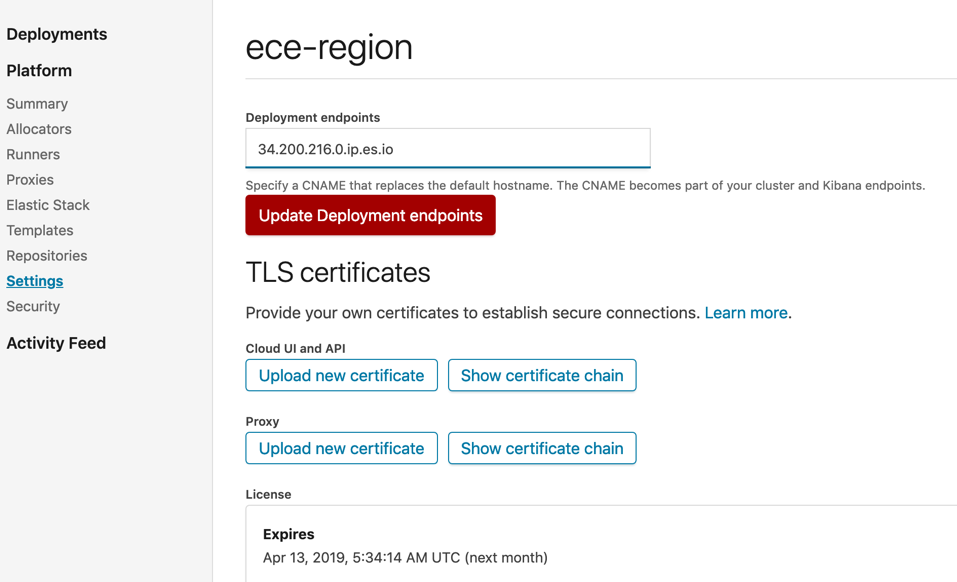 Deployments
Platform
Summary
Allocators
Runners
Proxies
Elastic Stack
Templates
Repositories
Settings
Security
Activity Feed
ece-region
Deployment endpoints
34.200.216.0.ip.es.io
Specify a CNAME that replaces the default hostname. The CNAME becomes part of your cluster and Kibana endpoints.
Update Deployment endpoints
TLS certificates
Provide your own certificates to establish secure connections. Learn more.
Cloud UI and API
Upload new certificate Show certificate chain
Proxy
Upload new certificate Show certificate chain
License
Expires
Apr 13, 2019, 5:34:14 AM UTC (next month)